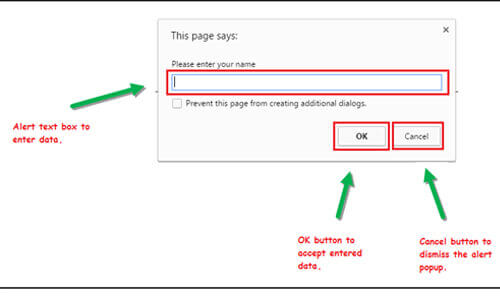 This page says:
×
Please enter your name
Prevent this page from creating additional dialogs.
OK
Cancel
Alert text box to
enter data.
OK button to
accept entered
data.
Cancel button to
dismiss the alert
popup.